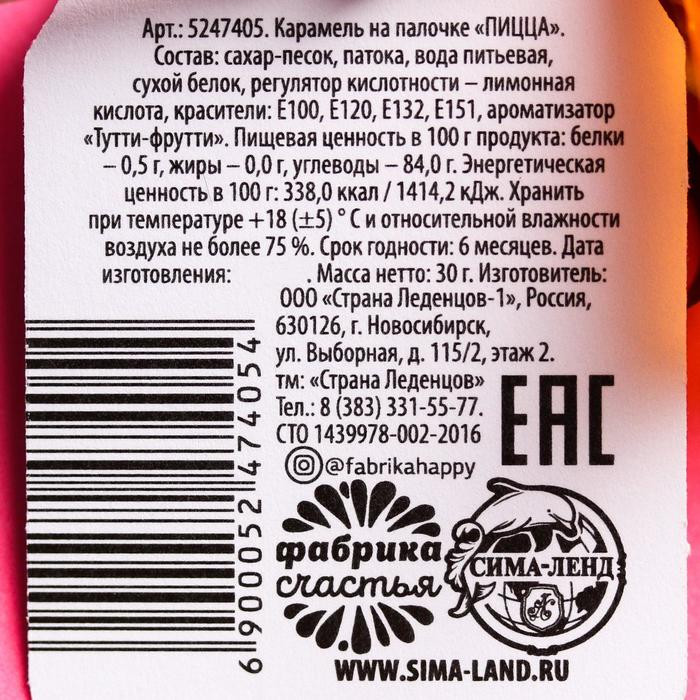 Арт.: 5247405. Карамель на палочке «ПИЦЦА».
Состав: сахар-песок, патока, вода питьевая,
сухой белок, регулятор кислотности – лимонная
кислота, красители: Е100, Е120, Е132, Е151, ароматизатор
«Тутти-фрутти». Пищевая ценность в 100 г продукта: белки
– 0,5 г, жиры – 0,0 г, углеводы – 84,0 г. Энергетическая
ценность в 100 г: 338,0 ккал / 1414,2 кДж. Хранить
при температуре +18 (±5) °С и относительной влажности
воздуха не более 75 %. Срок годности: 6 месяцев. Дата
изготовления: . Масса нетто: 30 г. Изготовитель:
ООО «Страна Леденцов-1», Россия,
630126, г. Новосибирск,
ул. Выборная, д. 115/2, этаж 2.
тм: «Страна Леденцов»
Тел.: 8 (383) 331-55-77.
СТО 1439978-002-2016
@fabrikahappy
ЕАС
6 900052 474054
фабрика
счастья
СИМА-ЛЕНД
WWW.SIMA-LAND.RU